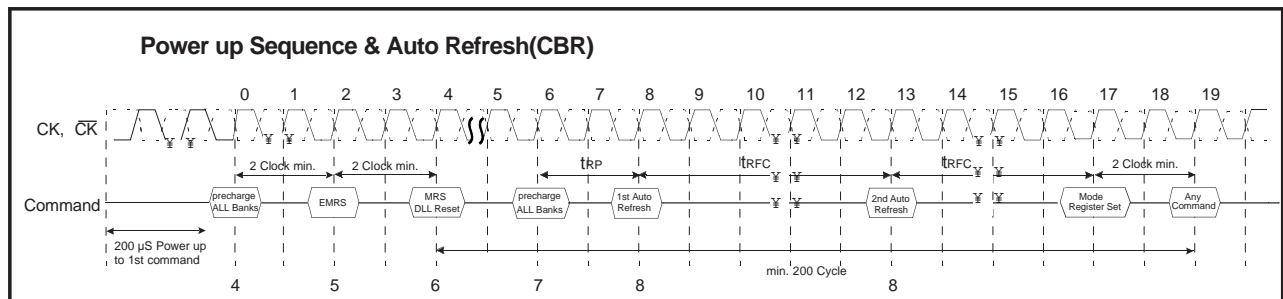 Power up Sequence & Auto Refresh(CBR)
0 1 2 3 4 5 6 7 8 9 10 11 12 13 14 15 16 17 18 19
CK, CK
¥ ¥ ¥ ¥ ¥ ¥ ¥ ¥
2 Clock min. 2 Clock min. tRP tRFC ¥ ¥ tRFC ¥ ¥ 2 Clock min.
Command
precharge
ALL Banks
EMRS
MRS
DLL Reset
precharge
ALL Banks
1st Auto
Refresh
¥ ¥
2nd Auto
Refresh
¥ ¥
Mode
Register Set
Any
Command
200 µS Power up
to 1st command
min. 200 Cycle
4 5 6 7 8 8